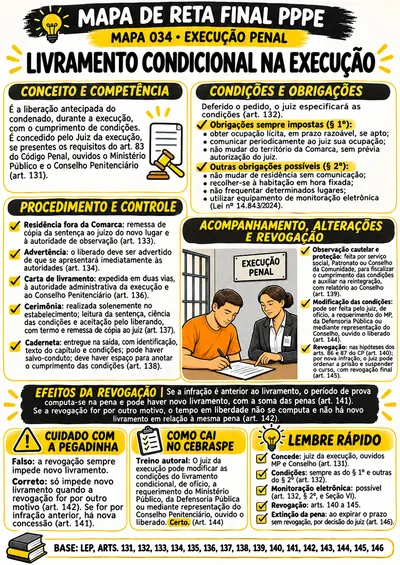 MAPA DE RETA FINAL PPPE
MAPA 034 • EXECUÇÃO PENAL
LIVRAMENTO CONDICIONAL NA EXECUÇÃO
CONCEITO E COMPETÊNCIA
É a liberação antecipada do
condenado, durante a execução,
com o cumprimento de condições.
É concedido pelo Juiz da execução,
se presentes os requisitos do art. 83
do Código Penal, ouvidos o Ministério
Público e o Conselho Penitenciário
(art. 131).
CONDIÇÕES E OBRIGAÇÕES
Deferido o pedido, o juiz especificará as
condições (art. 132).
Obrigações sempre impostas (§ 1º):
• obter ocupação lícita, em prazo razoável, se apto;
• comunicar periodicamente ao juiz sua ocupação;
• não mudar do território da Comarca, sem prévia
autorização do juiz.
Outras obrigações possíveis (§ 2º):
• não mudar de residência sem comunicação;
• recolher-se à habitação em hora fixada;
• não frequentar determinados lugares;
• utilizar equipamento de monitoração eletrônica
(Lei nº 14.843/2024).
PROCEDIMENTO E CONTROLE
Residência fora da Comarca: remessa de
cópia da sentença ao juízo do novo lugar e
à autoridade de observação (art. 133).
Advertência: o liberado deve ser advertido
de que se apresentará imediatamente às
autoridades (art. 134).
Carta de livramento: expedida em duas vias,
à autoridade administrativa da execução e
ao Conselho Penitenciário (art. 136).
Cerimônia: realizada solenemente no
estabelecimento; leitura da sentença, ciência
das condições e aceitação pelo liberado,
com termo e remessa de cópia ao juiz (art. 137).
Caderneta: entregue na saída, com identificação,
texto do capítulo e condições; pode haver
salvo-conduto; deve haver espaço para anotar
o cumprimento das condições (art. 138).
ACOMPANHAMENTO, ALTERAÇÕES
E REVOGAÇÃO
EXECUÇÃO
PENAL
Observação cautelar e
proteção: feita por serviço
social, Patronato ou Conselho
da Comunidade, para fiscalizar
o cumprimento das condições
e auxiliar na reintegração,
com relatório ao Conselho
(art. 139).
Modificação das condições:
pode ser feita pelo juiz, de
ofício, a requerimento do MP,
da Defensoria Pública ou
mediante representação do
Conselho, ouvido o liberado
(art. 144).
Revogação: nas hipóteses dos
arts. 86 e 87 do CP (art. 140);
por nova infração, o juiz pode
ordenar a prisão e suspender
o curso, com revogação final
(art. 145).
EFEITOS DA REVOGAÇÃO | Se a infração é anterior ao livramento, o período de prova
computa-se na pena e pode haver novo livramento, com a soma das penas (art. 141).
Se a revogação for por outro motivo, o tempo em liberdade não se computa e não há novo
livramento em relação à mesma pena (art. 142).
CUIDADO COM
A PEGADINHA
Falso: a revogação sempre
impede novo livramento.
Correto: só impede novo
livramento quando a
revogação for por outro
motivo (art. 142). Se for por
infração anterior, há nova
concessão (art. 141).
COMO CAI
NO CEBRASPE
Treino autoral: O juiz da
execução pode modificar as
condições do livramento
condicional, de ofício, a
requerimento do Ministério
Público, da Defensoria Pública
ou mediante representação do
Conselho Penitenciário, ouvido o
liberado. Certo. (Art. 144)
LEMBRE RÁPIDO
Concede: juiz da execução, ouvidos
MP e Conselho (art. 131).
Condições: sempre as do § 1º e outras
do § 2º (art. 132).
Monitoração eletrônica: possível
(art. 132, § 2º, e Seção VI).
Revogação: arts. 140 a 145.
Extinção da pena: ao expirar o prazo
sem revogação, por decisão do juiz (art. 146).
BASE: LEP, ARTS. 131, 132, 133, 134, 135, 136, 137, 138, 139, 140, 141, 142, 143, 144, 145, 146